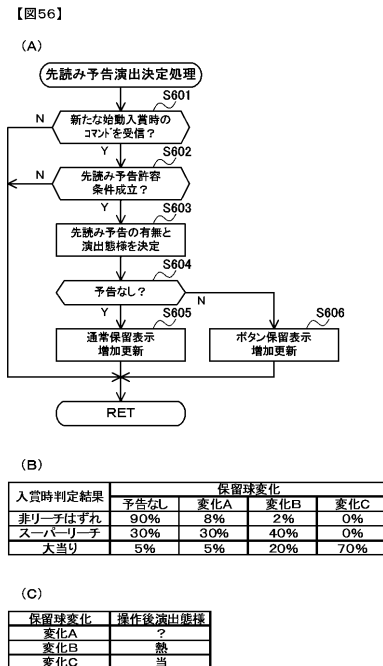 【図56】
(A)
先読み予告演出決定処理
S601
N
新たな始動入賞時の
コマンドを受信？
Y
S602
N
先読み予告許容
条件成立？
Y
S603
先読み予告の有無と
演出態様を決定
S604
予告なし？
N
Y
S605
通常保留表示
増加更新
S606
ボタン保留表示
増加更新
RET
(B)
入賞時判定結果 保留球変化
予告なし 変化A 変化B 変化C
非リーチはずれ 90% 8% 2% 0%
スーパーリーチ 30% 30% 40% 0%
大当り 5% 5% 20% 70%
(C)
保留球変化 操作後演出態様
変化A ？
変化B 熱
変化C 当